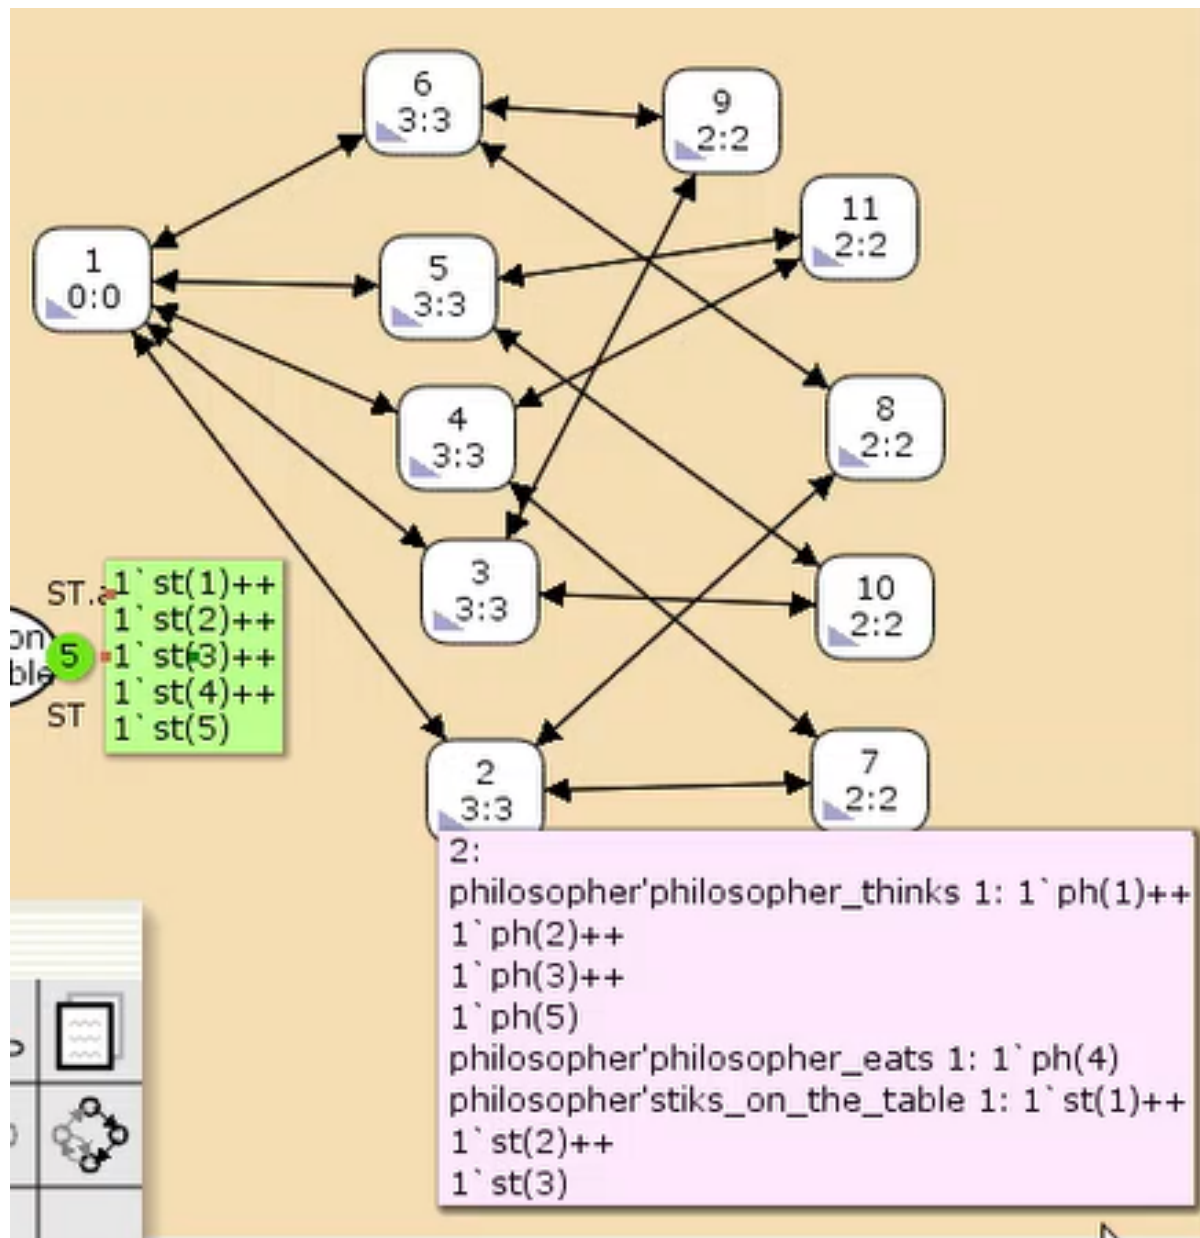 6
3:3
9
2:2
11
2:2
1
0:0
5
3:3
4
3:3
8
2:2
3
3:3
10
2:2
ST.
1`st(1)++
1`st(2)++
on
ble
5
1`st(3)++
1`st(4)++
ST
1`st(5)
2
3:3
7
2:2
2:
philosopher'philosopher_thinks 1: 1`ph(1)++
1`ph(2)++
1`ph(3)++
1`ph(5)
philosopher'philosopher_eats 1: 1`ph(4)
philosopher'stiks_on_the_table 1: 1`st(1)++
1`st(2)++
1`st(3)